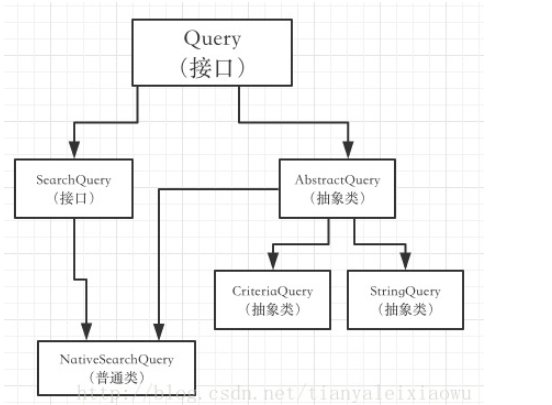 Query
（接口）
SearchQuery
（接口）
AbstractQuery
（抽象类）
CriteriaQuery
（抽象类）
StringQuery
（抽象类）
NativeSearchQuery
（普通类）
http://blog.csdn.net/tianyaleixiaowu